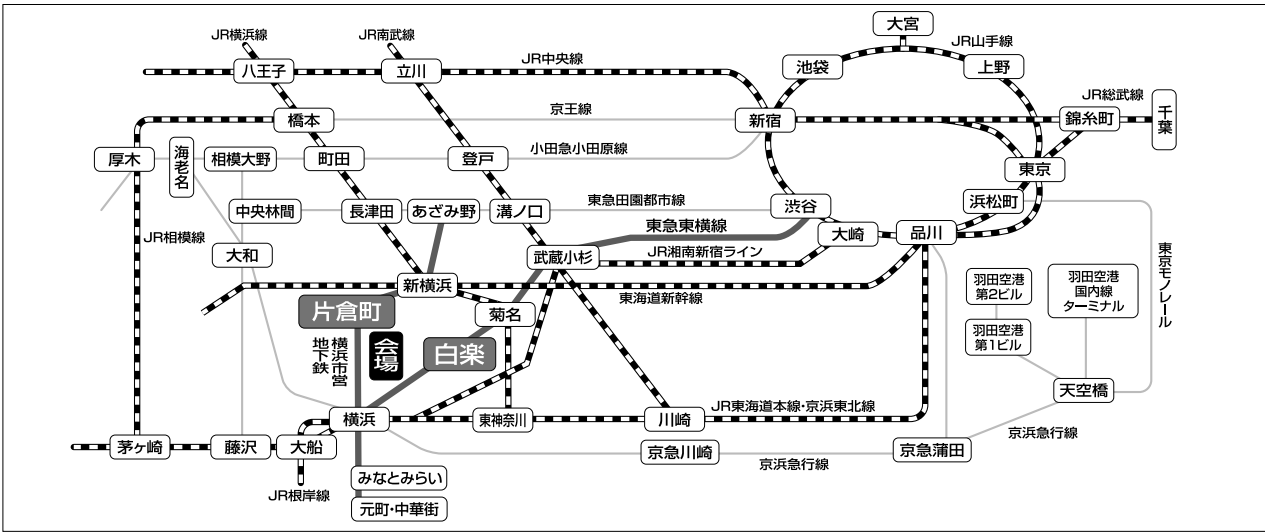 大宮
JR横浜線
JR南武線
JR山手線
JR中央線
八王子
立川
池袋
上野
JR総武線
京王線
橋本
新宿
錦糸町
千葉
小田急小田原線
厚木
海老名
相模大野
町田
登戸
東京
東急田園都市線
中央林間
長津田
あざみ野
溝ノ口
渋谷
浜松町
東急東横線
JR相模線
大和
武蔵小杉
JR湘南新宿ライン
大崎
品川
東京モノレール
新横浜
東海道新幹線
羽田空港
第2ビル
羽田空港
国内線
ターミナル
片倉町
菊名
羽田空港
第1ビル
横浜市営
地下鉄
会場
白楽
天空橋
横浜
東神奈川
川崎
JR東海道本線・京浜東北線
京浜急行線
茅ヶ崎
藤沢
大船
京急川崎
京浜急行線
京急蒲田
みなとみらい
JR根岸線
元町・中華街